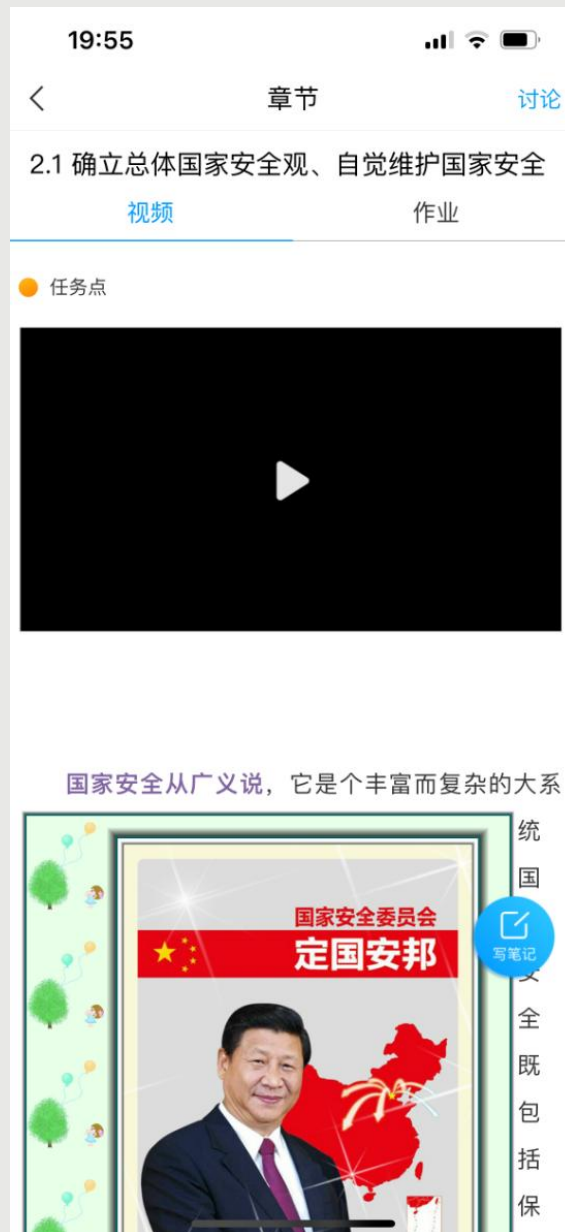 19:55
章节
讨论
2.1 确立总体国家安全观、自觉维护国家安全
视频
作业
任务点
国家安全从广义说，它是个丰富而复杂的大系
统
国
写笔记
全
既
包
括
保
国家安全委员会
定国安邦